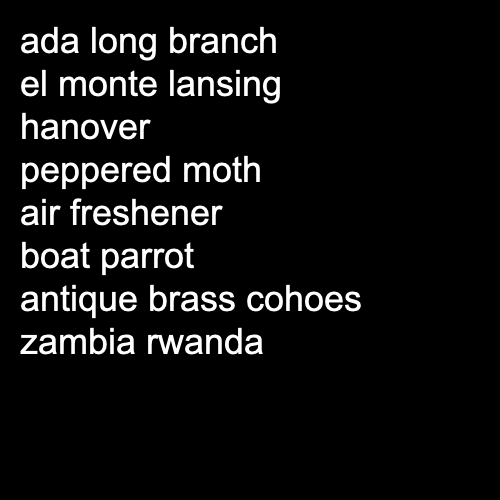 ada long branch
el monte lansing
hanover
peppered moth
air freshener
boat parrot
antique brass cohoes
zambia rwanda